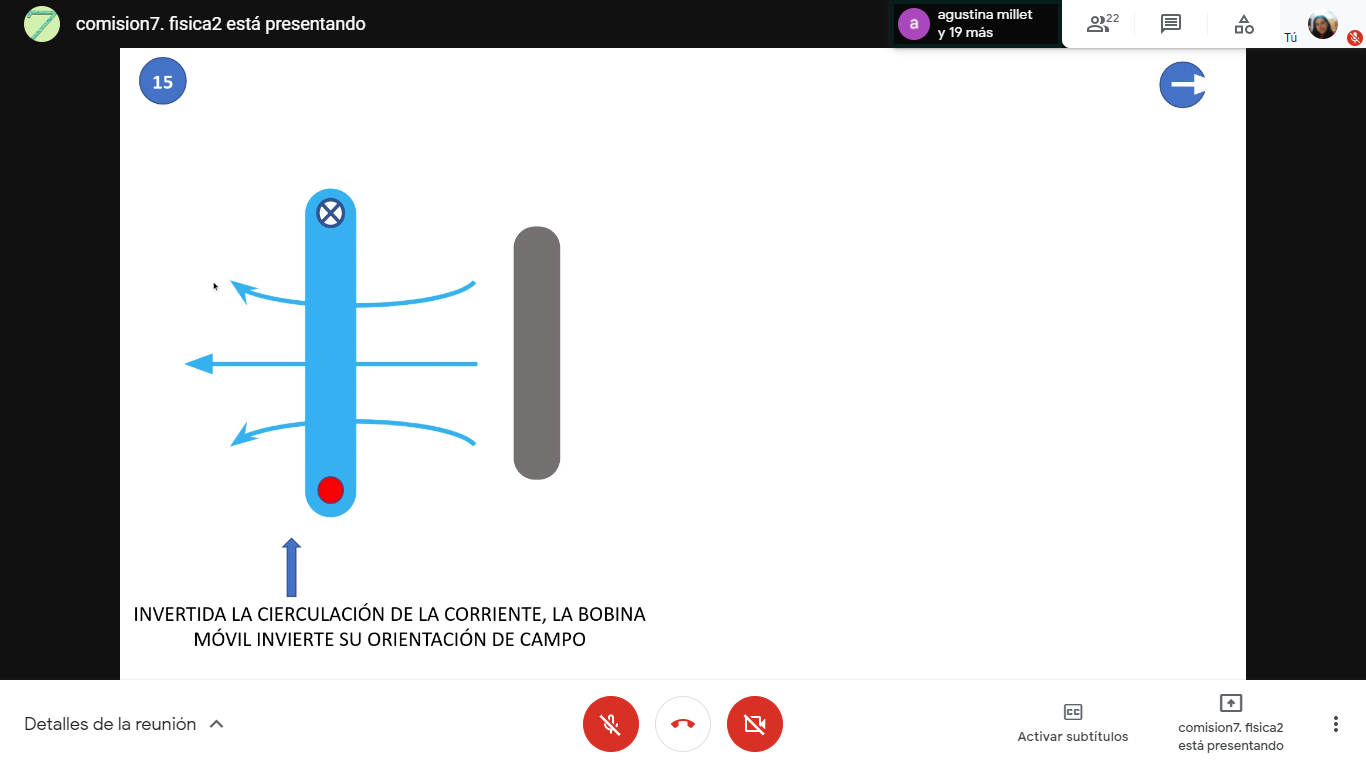 comision7. fisica2 está presentando
agustina millet
y 19 más
a
22
Tú
15
INVERTIDA LA CIERCULACIÓN DE LA CORRIENTE, LA BOBINA
MÓVIL INVIERTE SU ORIENTACIÓN DE CAMPO
Detalles de la reunión
CC
Activar subtítulos
comision7. fisica2
está presentando